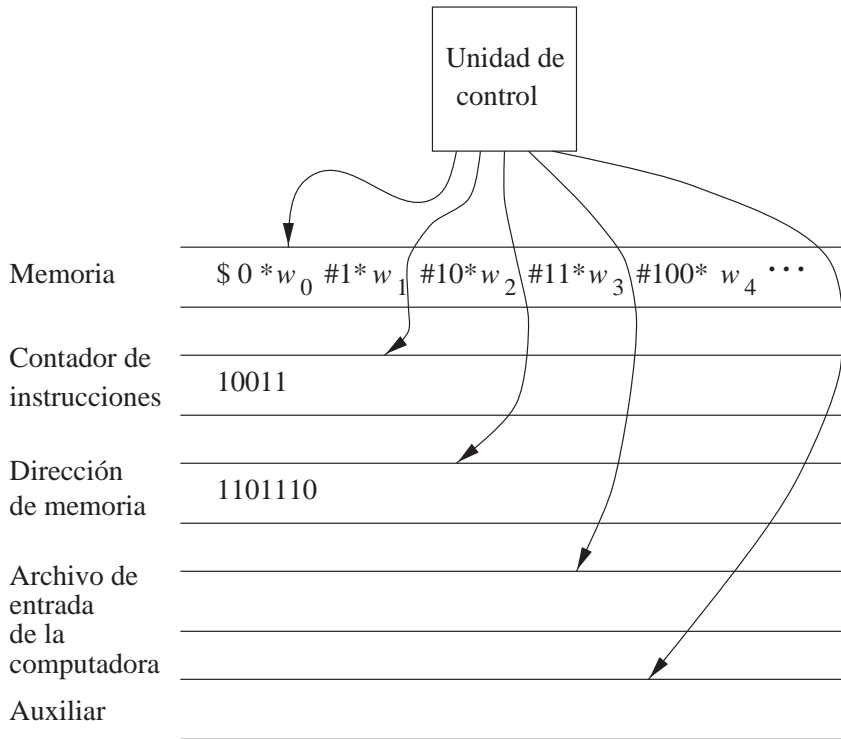 Unidad de
control
Memoria
$ 0 * w0 #1* w1 #10* w2 #11* w3 #100* w4 ···
Contador de
instrucciones
10011
Dirección
de memoria
1101110
Archivo de
entrada
de la
computadora
Auxiliar